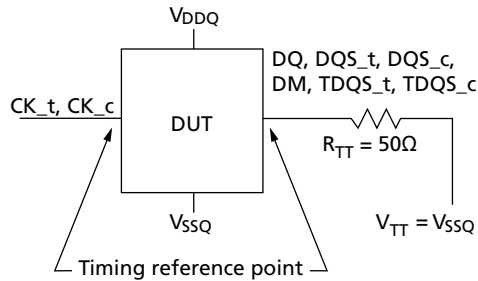 VDDQ
DQ, DQS_t, DQS_c,
DM, TDQS_t, TDQS_c
CK_t, CK_c
DUT
RTT = 50Ω
VSSQ
VTT = VSSQ
Timing reference point